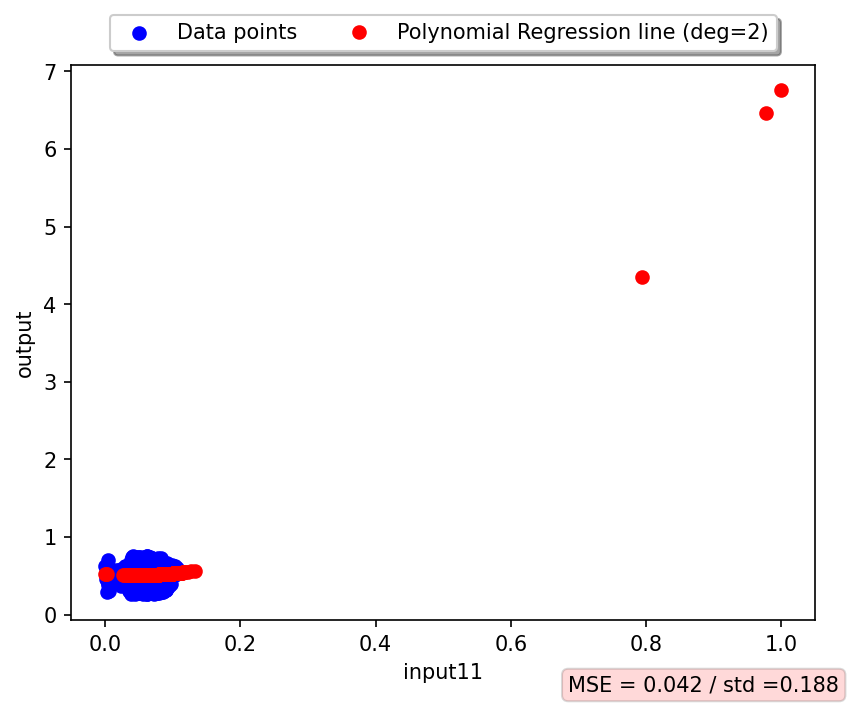 Data points
Polynomial Regression line (deg=2)
7
6
5
4
3
2
1
0
output
0.0 0.2 0.4 0.6 0.8 1.0
input11
MSE = 0.042 / std =0.188